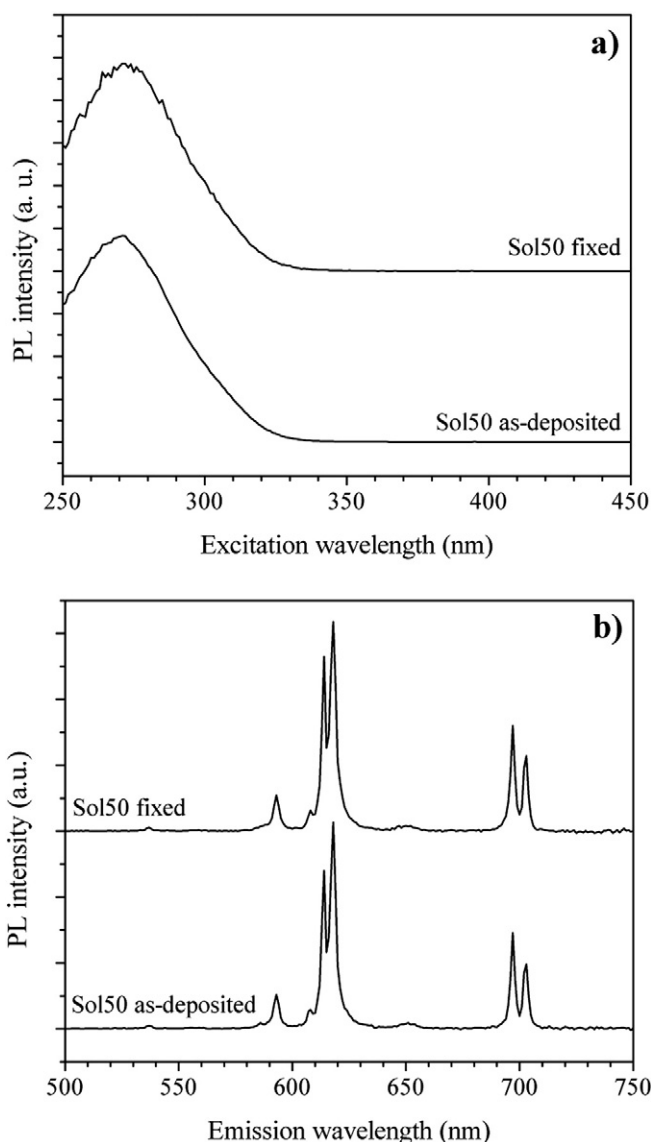 a)
PL intensity (a. u.)
Sol50 fixed
Sol50 as-deposited
250 300 350 400 450
Excitation wavelength (nm)
b)
PL intensity (a.u.)
Sol50 fixed
Sol50 as-deposited
500 550 600 650 700 750
Emission wavelength (nm)